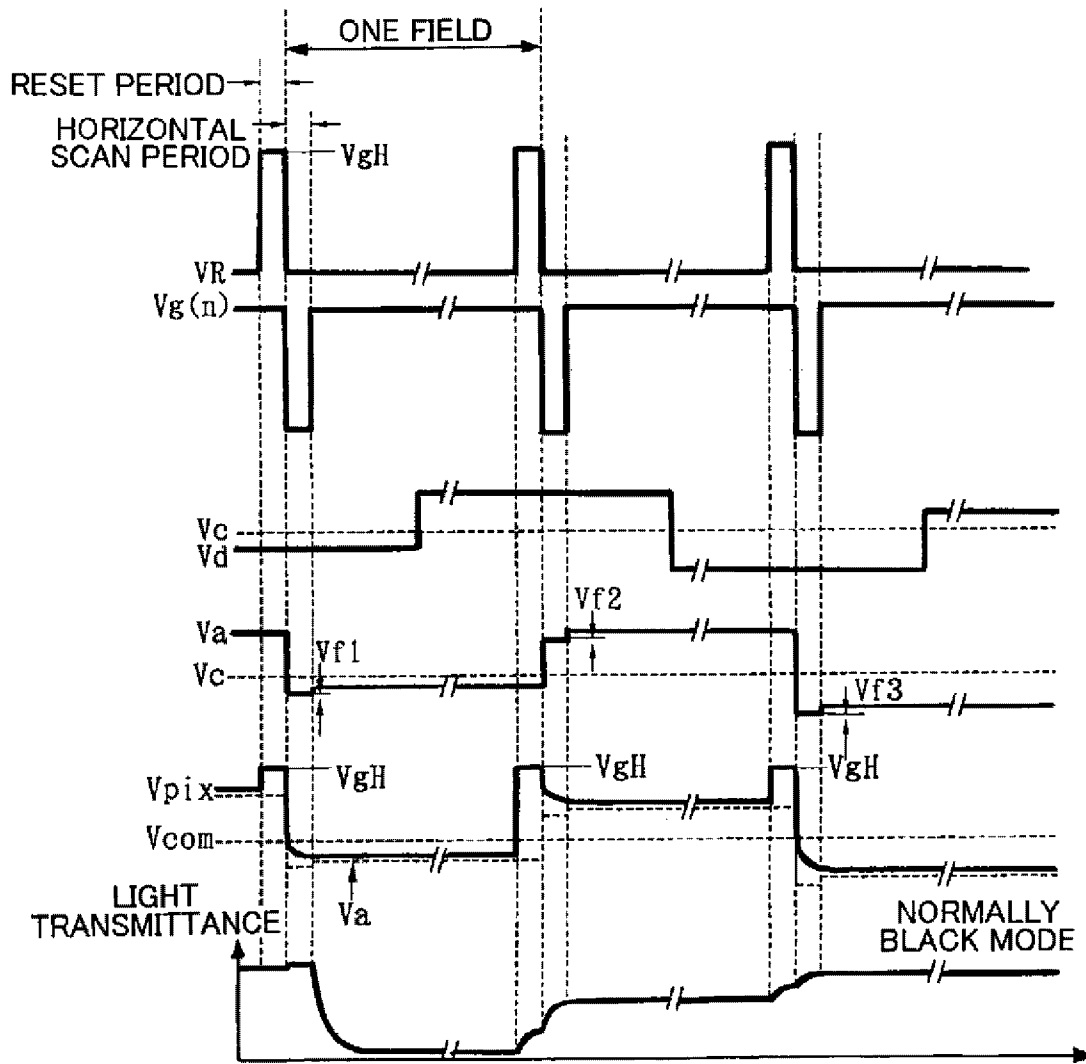 ONE FIELD
RESET PERIOD
HORIZONTAL
SCAN PERIOD
VgH
VR
Vg(n)
Vc
Vd
Vf2
Va
Vf1
Vc
Vf3
VgH
VgH
VgH
Vpix
Vcom
Va
LIGHT
TRANSMITTANCE
NORMALLY
BLACK MODE